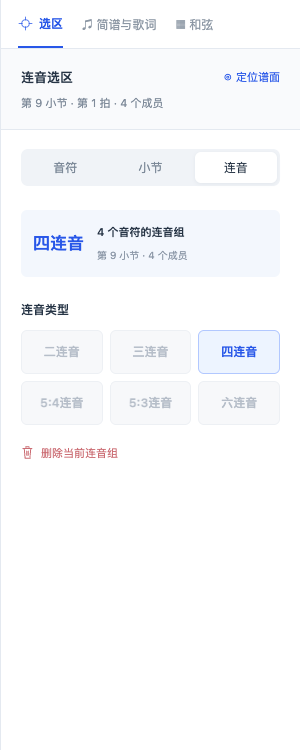 选区 简谱与歌词 和弦
连音选区 定位谱面
第 9 小节 · 第 1 拍 · 4 个成员
音符 小节 连音
四连音 4 个音符的连音组
第 9 小节 · 4 个成员
连音类型
二连音 三连音 四连音
5:4连音 5:3连音 六连音
删除当前连音组